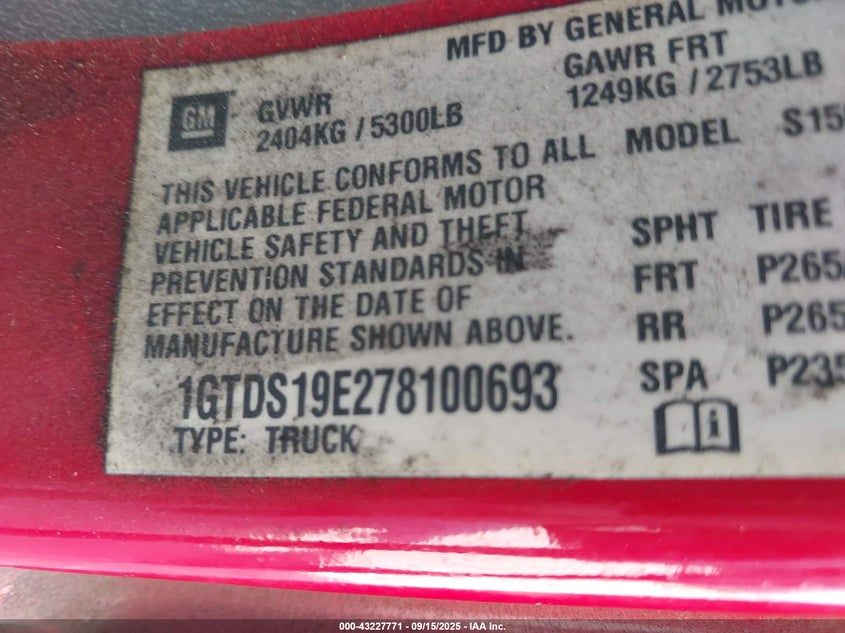 MFD BY GENERAL MOTOR
GM
GVWR
2404KG / 5300LB
GAWR FRT
1249KG / 2753LB
THIS VEHICLE CONFORMS TO ALL
APPLICABLE FEDERAL MOTOR
VEHICLE SAFETY AND THEFT
PREVENTION STANDARDS IN
EFFECT ON THE DATE OF
MANUFACTURE SHOWN ABOVE.
1GTDS19E278100693
TYPE: TRUCK
MODEL S15
SPHT TIRE
FRT P265
RR P265
SPA P235
i
000-43227771 - 09/15/2025 - IAA Inc.